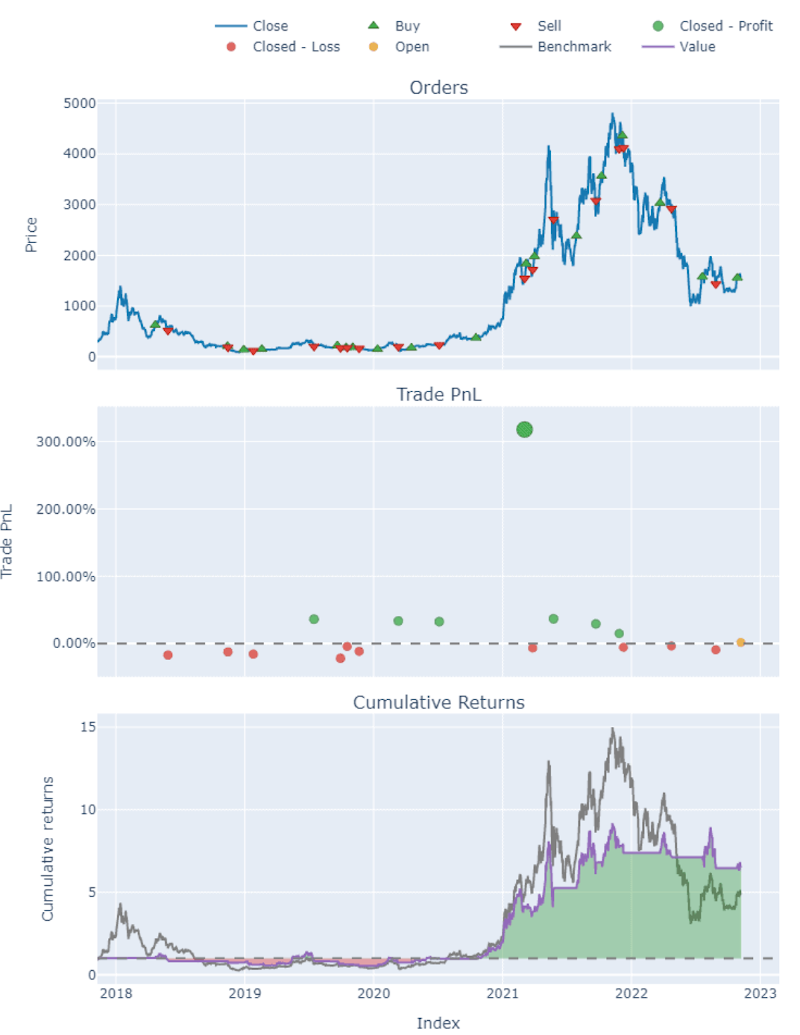 Close Buy Sell Closed - Profit
Closed - Loss Open Benchmark Value
Orders
5000
4000
3000
2000
1000
0
Price
Trade PnL
300.00%
200.00%
100.00%
0.00%
Trade PnL
Cumulative Returns
15
10
5
0
Cumulative returns
2018 2019 2020 2021 2022 2023
Index